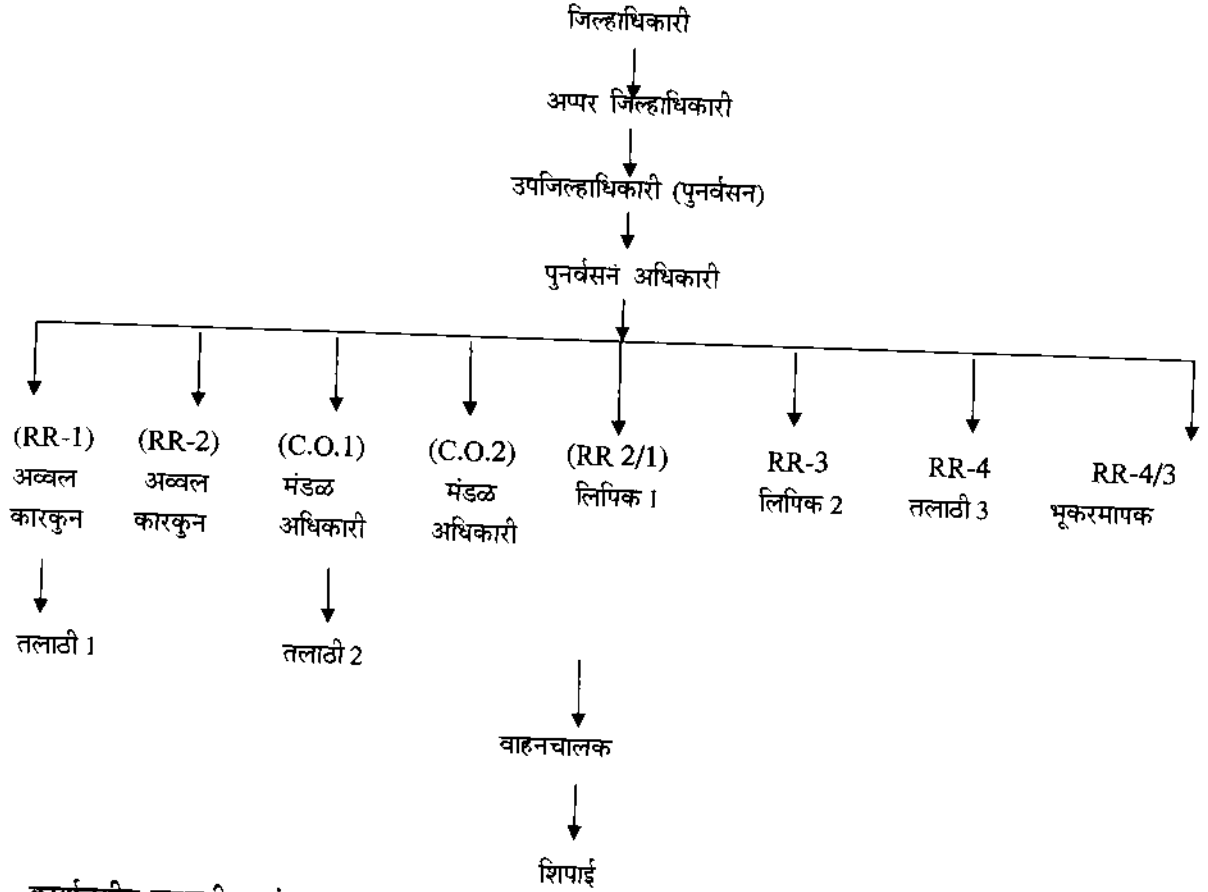 जिल्हाधिकारी
अप्पर जिल्हाधिकारी
उपजिल्हाधिकारी (पुनर्वसन)
पुनर्वसन अधिकारी
(RR-1) (RR-2) (C.O.1) (C.O.2) (RR 2/1) RR-3 RR-4 RR-4/3
अव्वल अव्वल मंडळ मंडळ लिपिक 1 लिपिक 2 तलाठी 3 भूकरमापक
कारकुन कारकुन अधिकारी अधिकारी
तलाठी 1 तलाठी 2
वाहनचालक
शिपाई